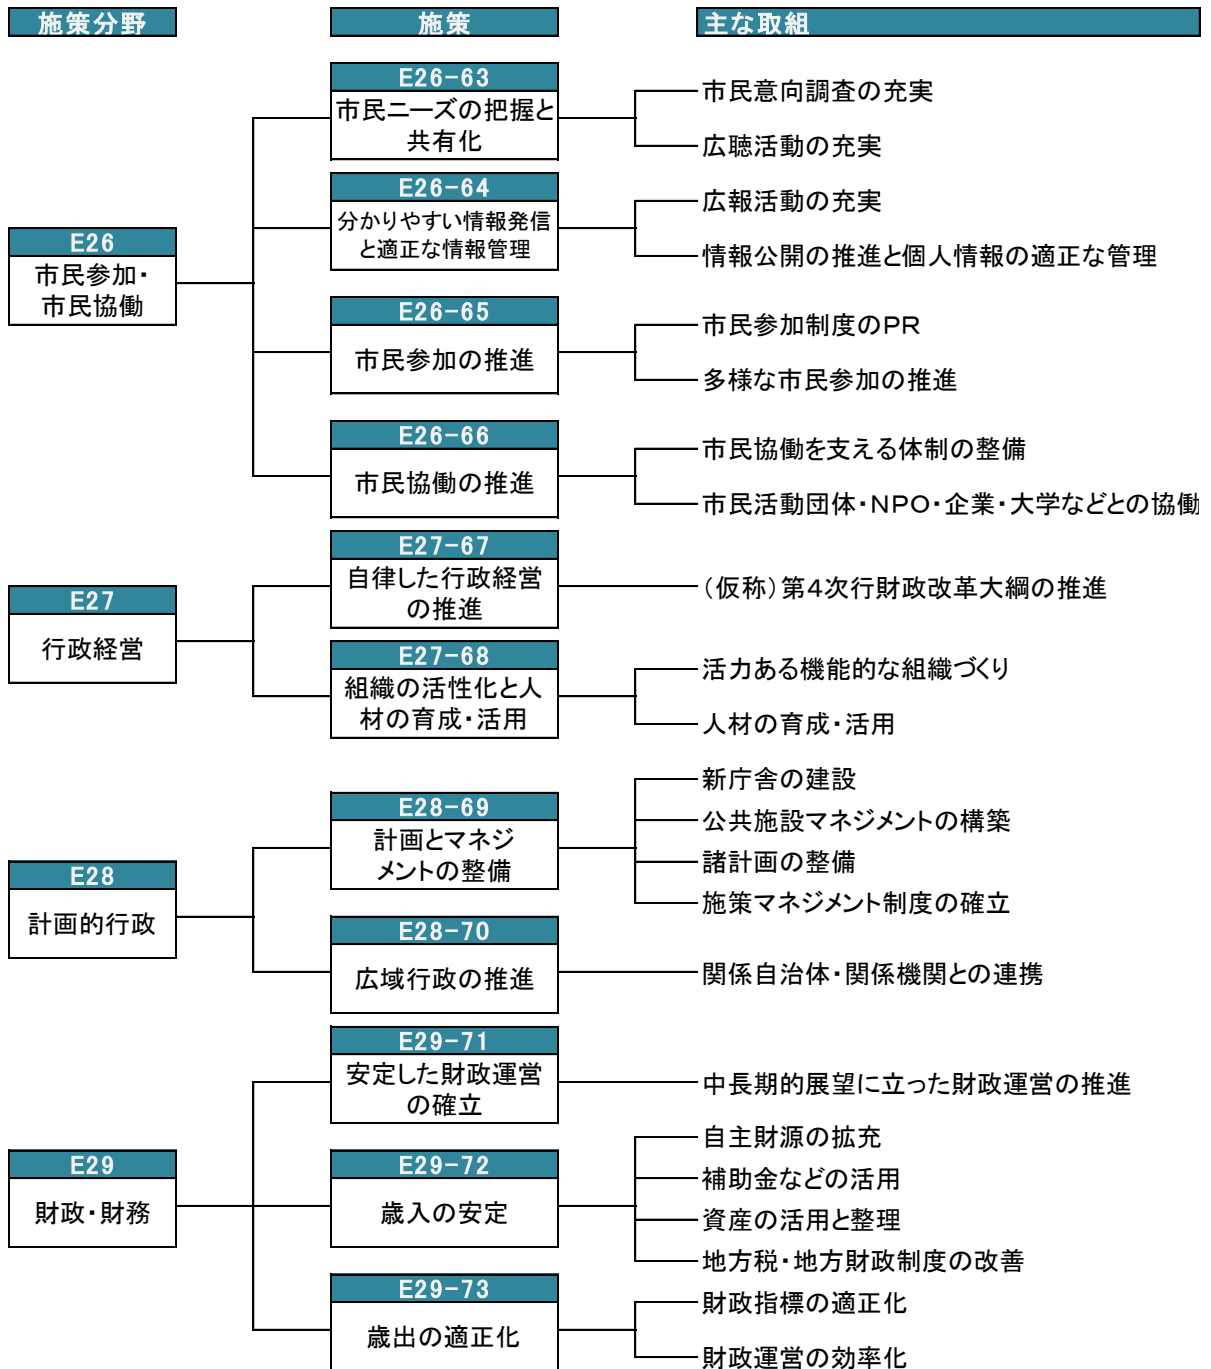 施策分野
施策
主な取組
E26
市民参加・
市民協働
E26-63
市民ニーズの把握と
共有化
市民意向調査の充実
広聴活動の充実
E26-64
分かりやすい情報発信
と適正な情報管理
広報活動の充実
情報公開の推進と個人情報の適正な管理
E26-65
市民参加の推進
市民参加制度のPR
多様な市民参加の推進
E26-66
市民協働の推進
市民協働を支える体制の整備
市民活動団体・NPO・企業・大学などとの協働
E27
行政経営
E27-67
自律した行政経営
の推進
(仮称)第4次行財政改革大綱の推進
E27-68
組織の活性化と人
材の育成・活用
活力ある機能的な組織づくり
人材の育成・活用
E28
計画的行政
E28-69
計画とマネジ
メントの整備
新庁舎の建設
公共施設マネジメントの構築
諸計画の整備
施策マネジメント制度の確立
E28-70
広域行政の推進
関係自治体・関係機関との連携
E29
財政・財務
E29-71
安定した財政運営
の確立
中長期的展望に立った財政運営の推進
E29-72
歳入の安定
自主財源の拡充
補助金などの活用
資産の活用と整理
地方税・地方財政制度の改善
E29-73
歳出の適正化
財政指標の適正化
財政運営の効率化